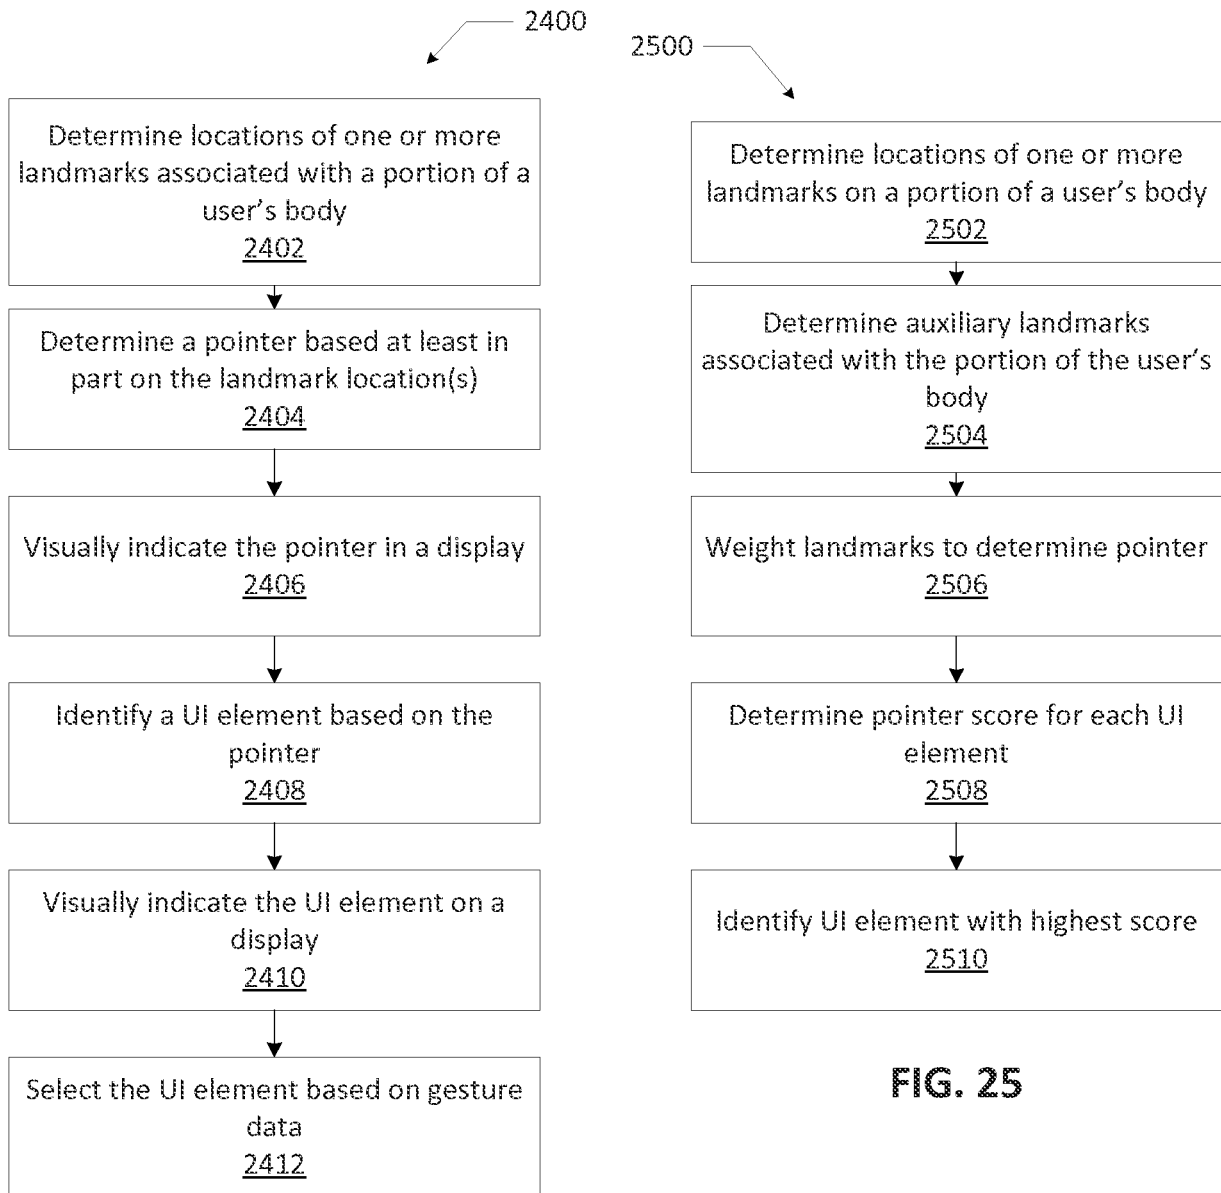 2400
Determine locations of one or more
landmarks associated with a portion of a
user's body
2402
Determine a pointer based at least in
part on the landmark location(s)
2404
Visually indicate the pointer in a display
2406
Identify a UI element based on the
pointer
2408
Visually indicate the UI element on a
display
2410
Select the UI element based on gesture
data
2412
2500
Determine locations of one or more
landmarks on a portion of a user's body
2502
Determine auxiliary landmarks
associated with the portion of the user's
body
2504
Weight landmarks to determine pointer
2506
Determine pointer score for each UI
element
2508
Identify UI element with highest score
2510
FIG. 25